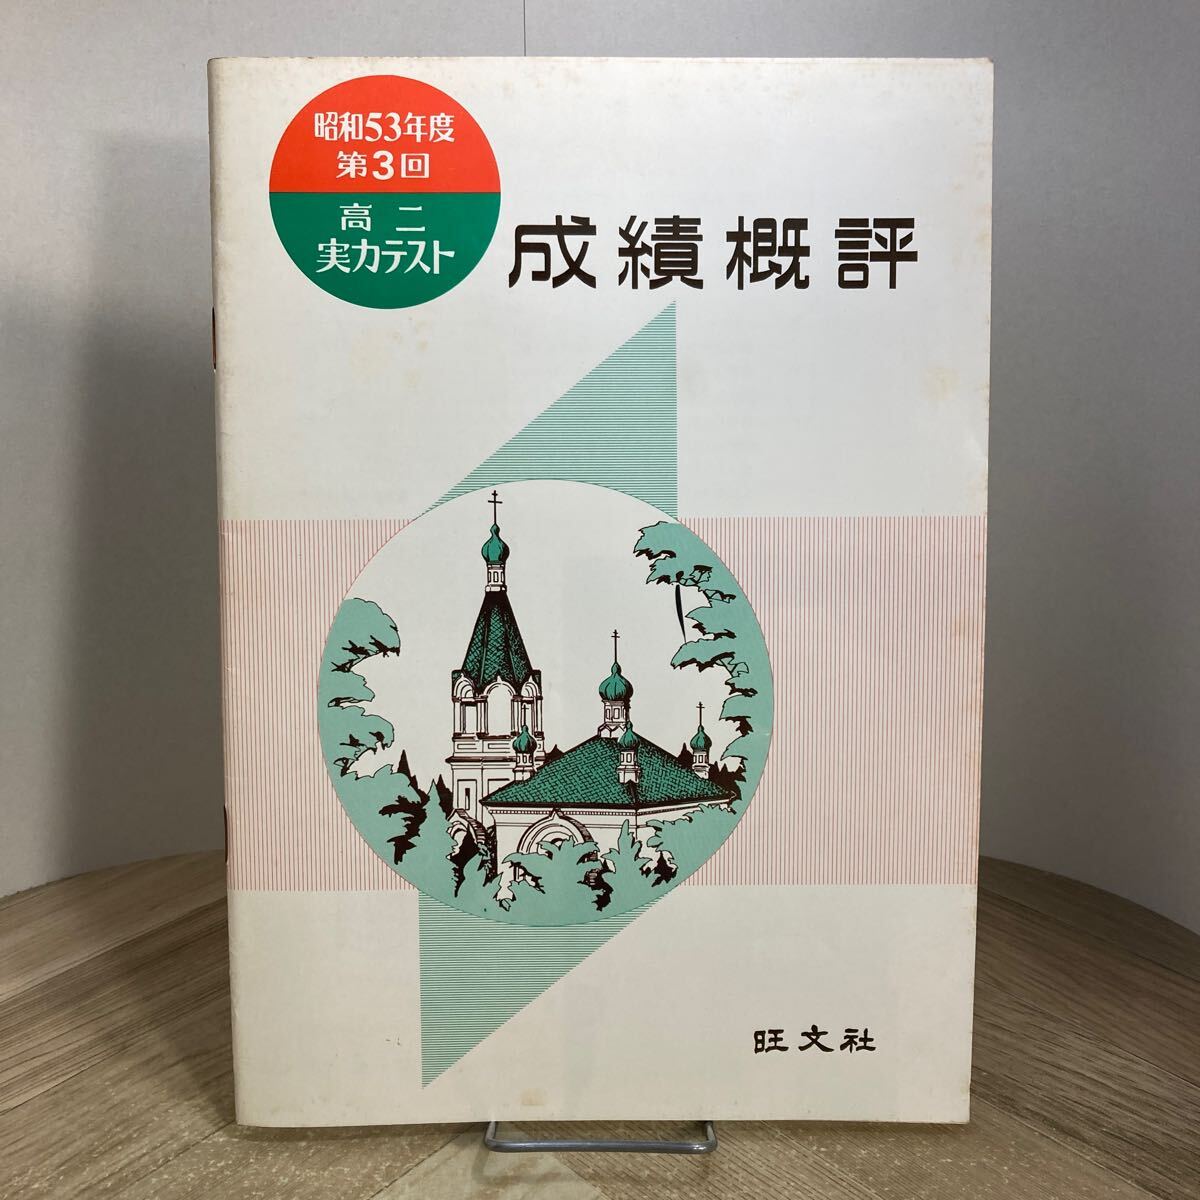 昭和53年度
第3回
高二
実力テスト
成績概評
旺文社